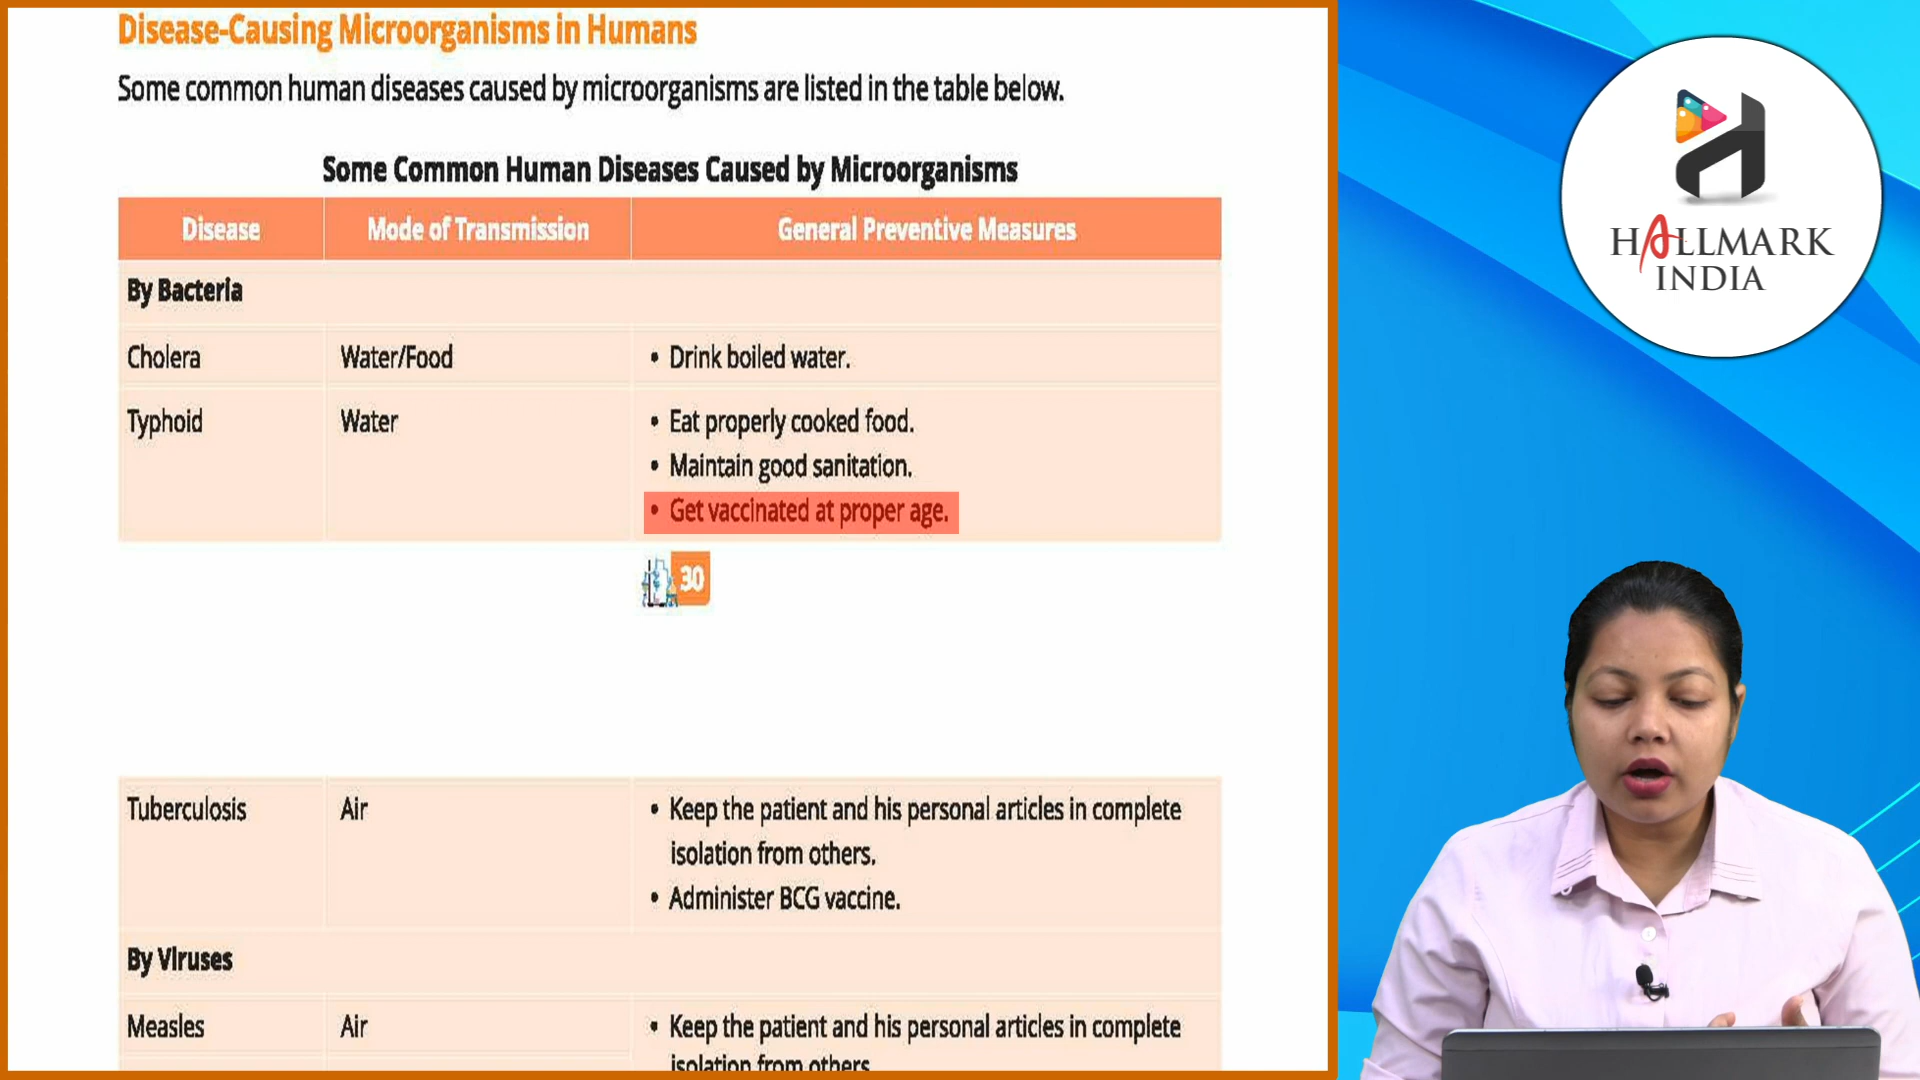 Disease-Causing Microorganisms in Humans
Some common human diseases caused by microorganisms are listed in the table below.
Some Common Human Diseases Caused by Microorganisms
Disease Mode of Transmission General Preventive Measures
By Bacteria
Cholera Water/Food • Drink boiled water.
Typhoid Water • Eat properly cooked food.
• Maintain good sanitation.
• Get vaccinated at proper age.
30
Tuberculosis Air • Keep the patient and his personal articles in complete
isolation from others.
• Administer BCG vaccine.
By Viruses
Measles Air • Keep the patient and his personal articles in complete
isolation from others
HALLMARK
INDIA